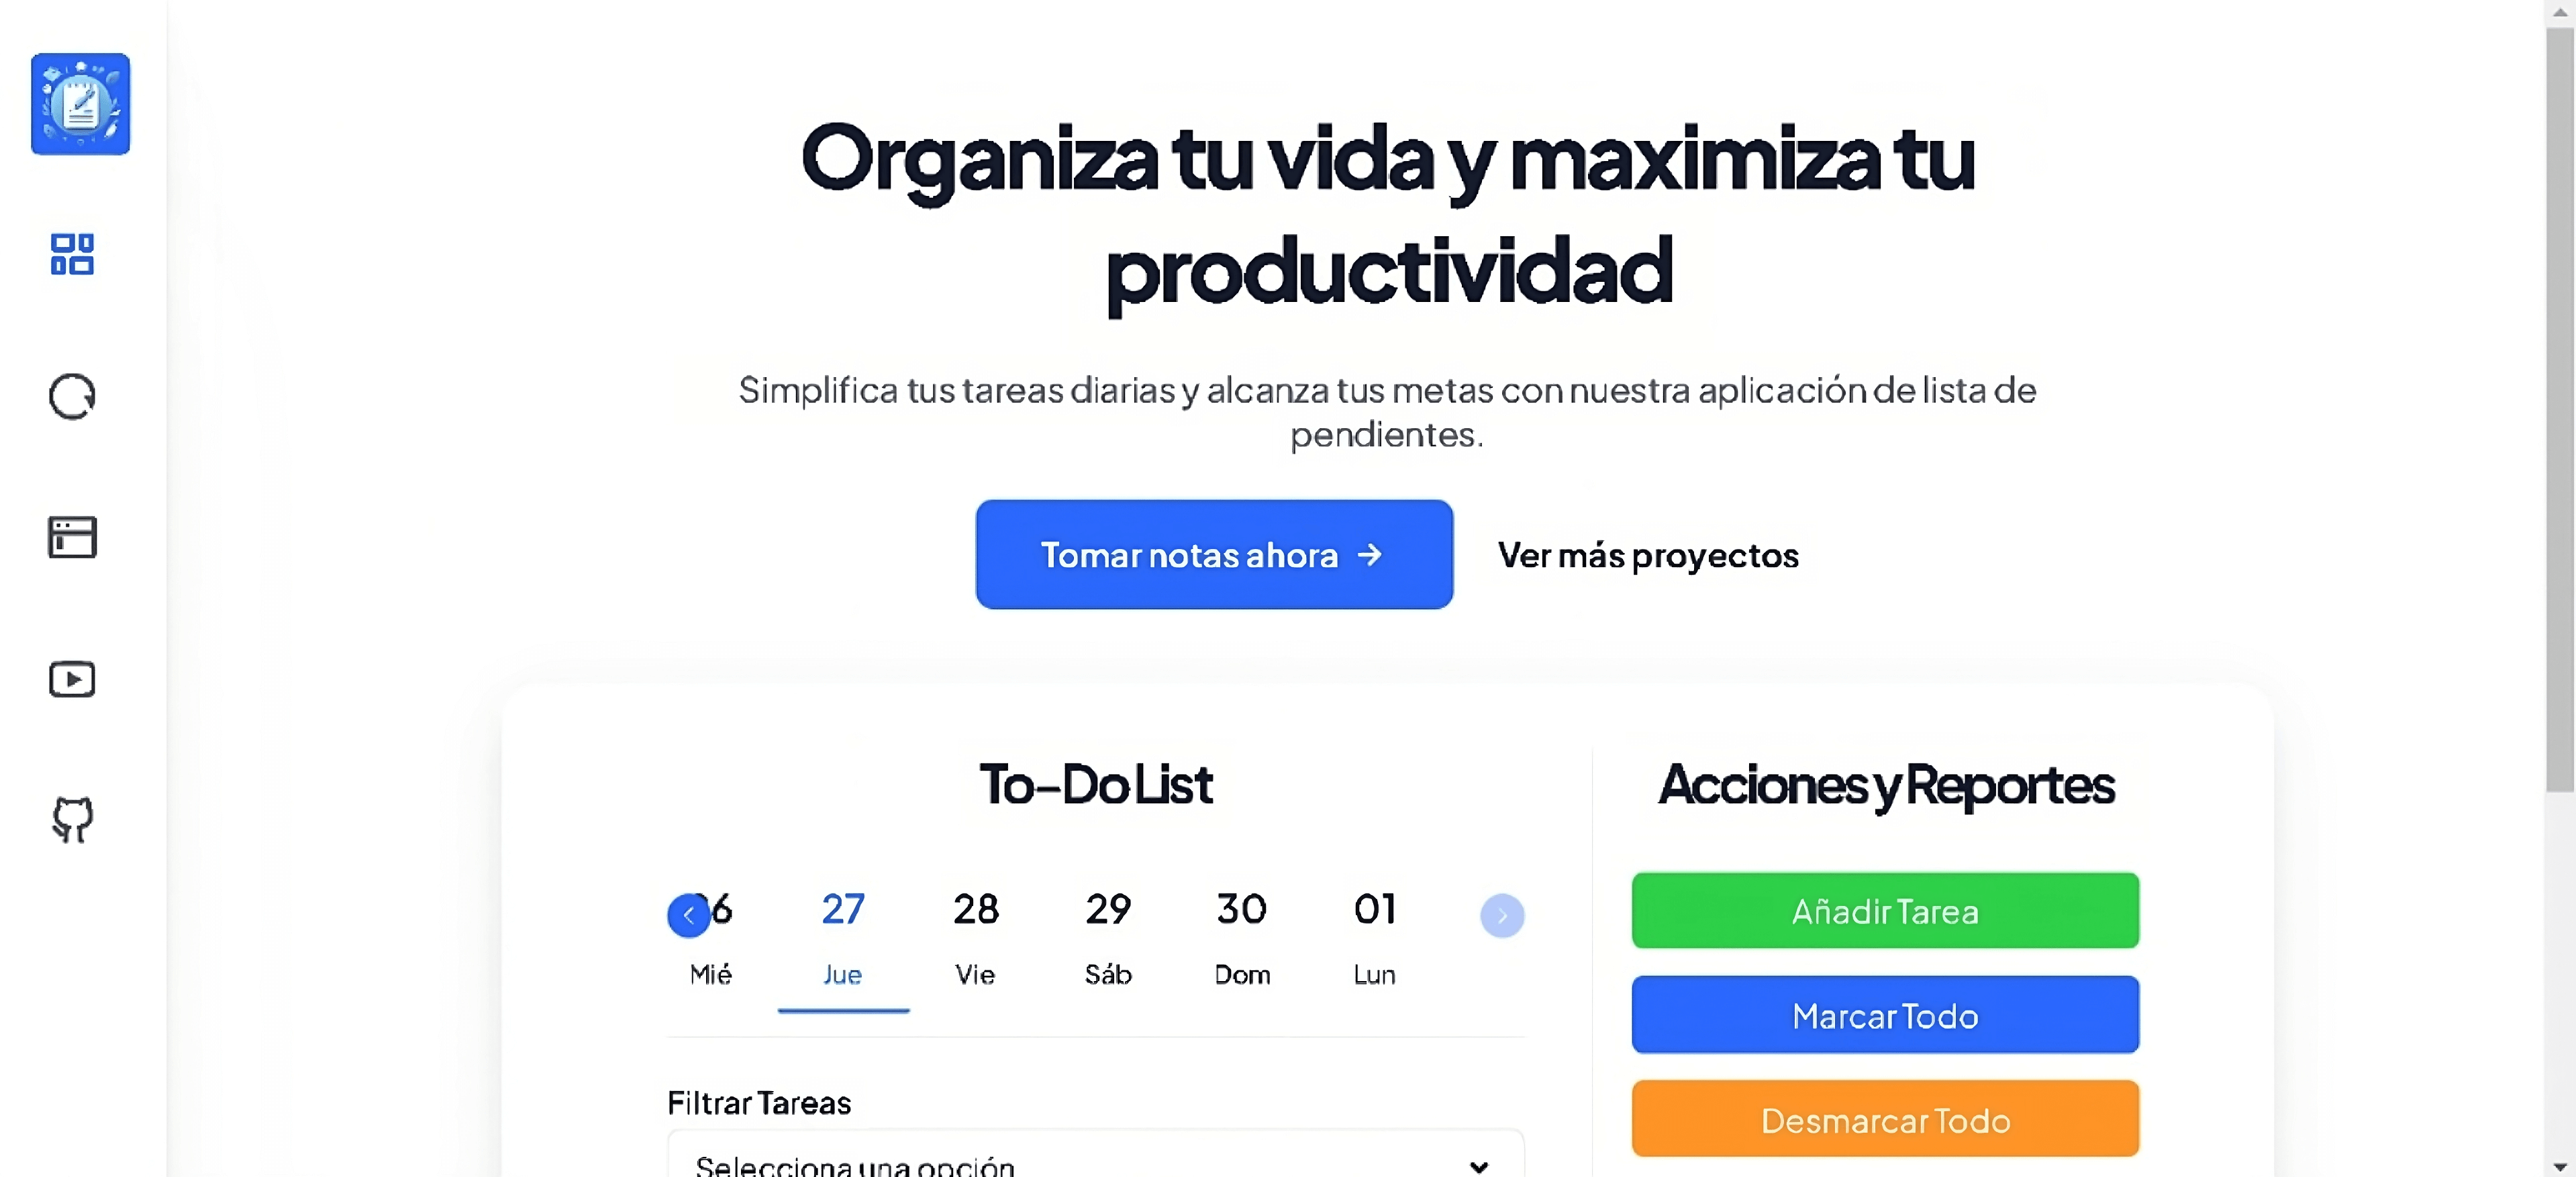 Organiza tu vida y maximiza tu
productividad
Simplifica tus tareas diarias y alcanza tus metas con nuestra aplicación de lista de
pendientes.
Tomar notas ahora →
Ver más proyectos
To-Do List
6 27 28 29 30 01
Mié Jue Vie Sáb Dom Lun
Filtrar Tareas
Selecciona una opción
Acciones y Reportes
Añadir Tarea
Marcar Todo
Desmarcar Todo